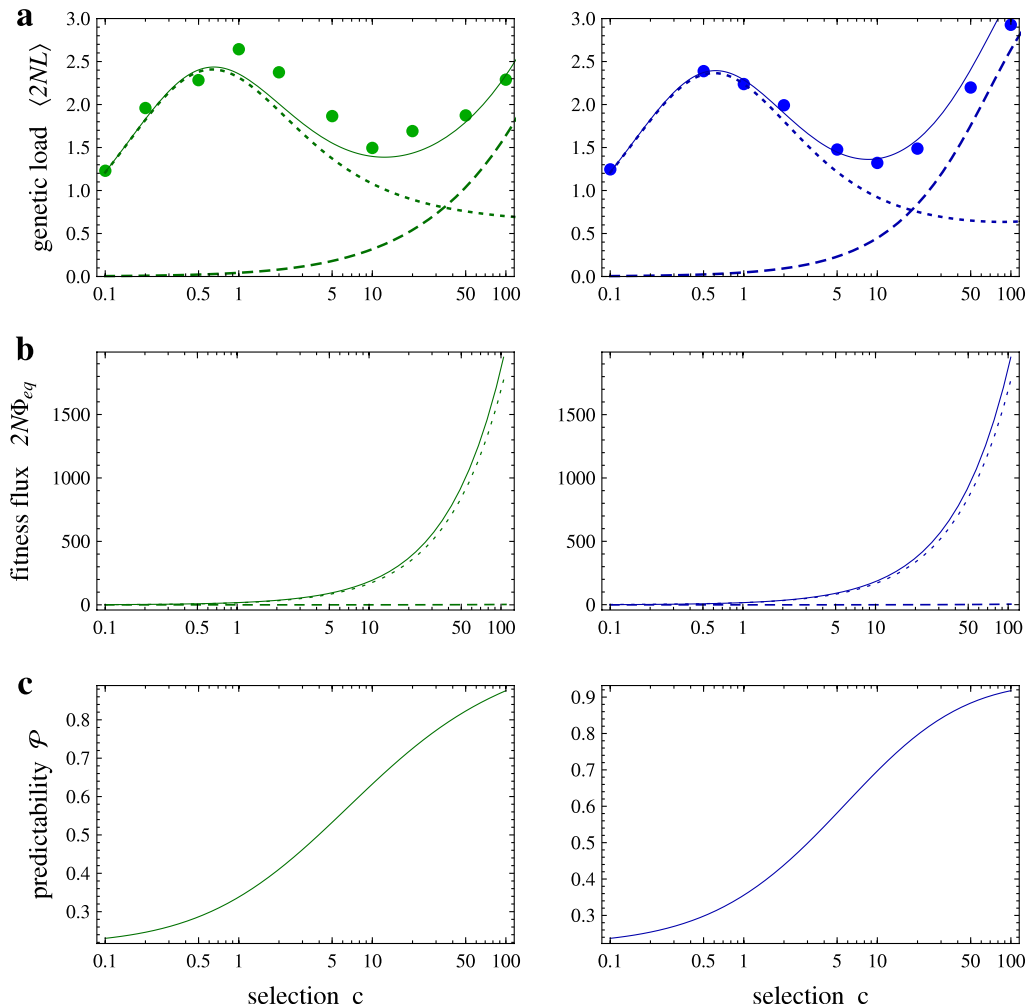 a
genetic load ⟨2NL⟩
3.0
2.5
2.0
1.5
1.0
0.5
0.0
0.1 0.5 1 5 10 50 100
3.0
2.5
2.0
1.5
1.0
0.5
0.0
0.1 0.5 1 5 10 50 100
b
fitness flux 2NΦeq
1500
1000
500
0
0.1 0.5 1 5 10 50 100
1500
1000
500
0
0.1 0.5 1 5 10 50 100
c
predictability 𝒫
0.8
0.7
0.6
0.5
0.4
0.3
0.1 0.5 1 5 10 50 100
selection c
0.9
0.8
0.7
0.6
0.5
0.4
0.3
0.1 0.5 1 5 10 50 100
selection c